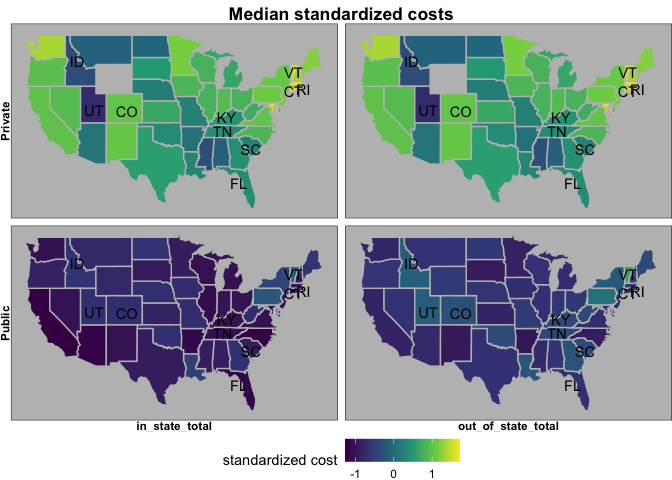 Median standardized costs
Private
ID
UT
CO
KY
TN
SC
FL
VT
CT
RI
ID
UT
CO
KY
TN
SC
FL
VT
CT
RI
Public
ID
UT
CO
KY
TN
SC
FL
VT
CT
RI
ID
UT
CO
KY
TN
SC
FL
VT
CT
RI
in_state_total
out_of_state_total
standardized cost
-1 0 1